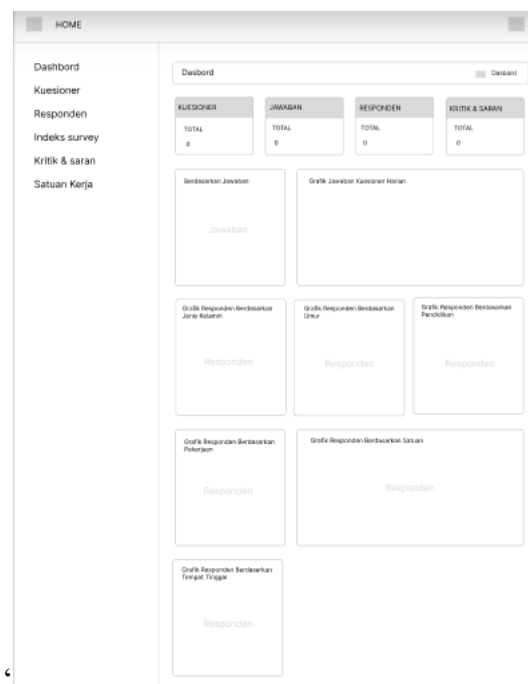 HOME
Dashbord
Kuesioner
Responden
Indeks survey
Kritik & saran
Satuan Kerja
Dasbord
Dasbord
KUESIONER
TOTAL
0
JAWABAN
TOTAL
0
RESPONDEN
TOTAL
0
KRITIK & SARAN
TOTAL
0
Berdasarkan Jawaban
Jawaban
Grafik Jawaban Kuesioner Harian
Grafik Responden Berdasarkan
Jenis Kelamin
Responden
Grafik Responden Berdasarkan
Umur
Responden
Grafik Responden Berdasarkan
Pendidikan
Responden
Grafik Responden Berdasarkan
Pekerjaan
Responden
Grafik Responden Berdasarkan Satuan
Responden
Grafik Responden Berdasarkan
Tempat Tinggal
Responden
‘